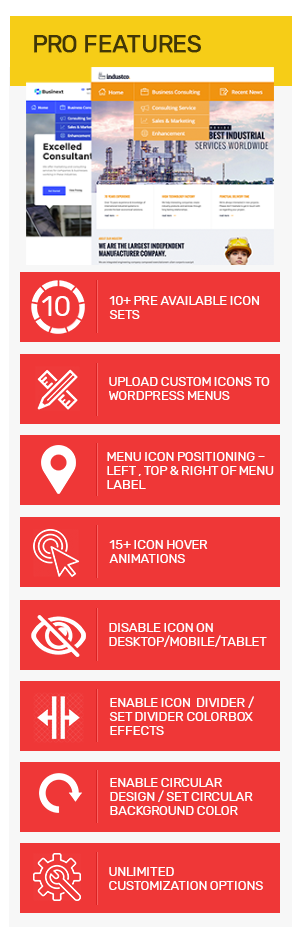 PRO FEATURES
industco.
Businext
Home
Business Consulting
Recent News
Home
Business Consulting
Consulting Service
Sales & Marketing
Enhancement
Consulting Service
Sales & Marketing
Enhancement
BEST INDUSTRIAL
SERVICES WORLDWIDE
Excelled
Consultant
WE ARE THE LARGEST INDEPENDENT
MANUFACTURER COMPANY.
10
10+ PRE AVAILABLE ICON
SETS
UPLOAD CUSTOM ICONS TO
WORDPRESS MENUS
MENU ICON POSITIONING –
LEFT , TOP & RIGHT OF MENU
LABEL
15+ ICON HOVER
ANIMATIONS
DISABLE ICON ON
DESKTOP/MOBILE/TABLET
ENABLE ICON  DIVIDER /
SET DIVIDER COLORBOX
EFFECTS
ENABLE CIRCULAR
DESIGN / SET CIRCULAR
BACKGROUND COLOR
UNLIMITED
CUSTOMIZATION OPTIONS